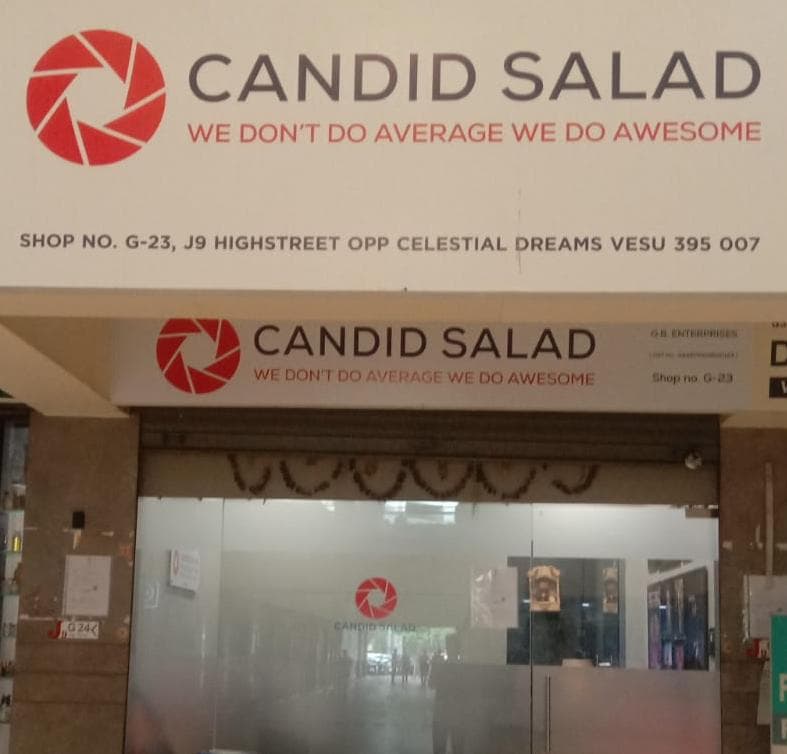 CANDID SALAD
WE DON'T DO AVERAGE WE DO AWESOME
SHOP NO. G-23, J9 HIGHSTREET OPP CELESTIAL DREAMS VESU 395 007
CANDID SALAD
WE DON'T DO AVERAGE WE DO AWESOME
G.B. ENTERPRISES
Shop no. G-23
D
CANDID SALAD
G 24